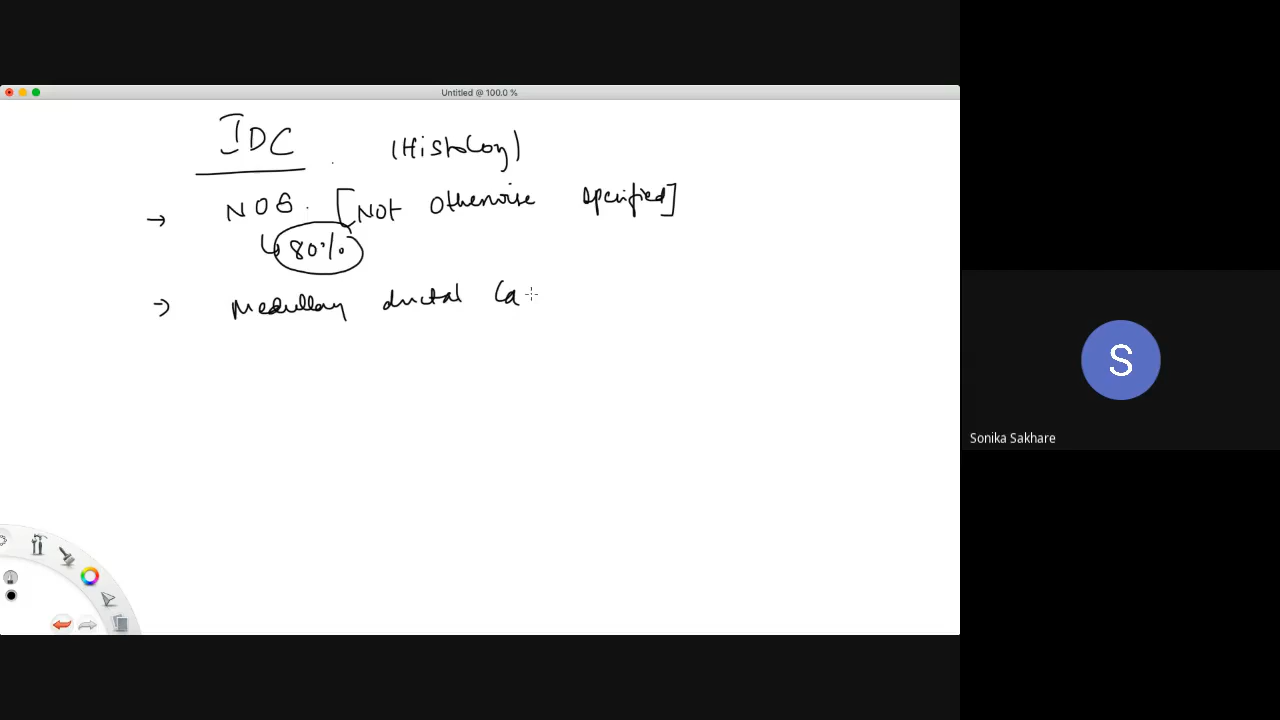 Untitled @ 100.0 %
IDC (Histology)
→ NOS. [Not Otherwise specified]
↳ 80%
→ Medullary ductal Ca
S
Sonika Sakhare